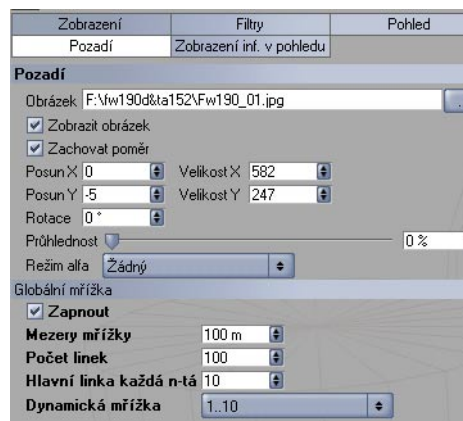 Zobrazení Filtry Pohled
Pozadí Zobrazení inf. v pohledu
Pozadí
Obrázek F:\fw190d&ta152\Fw190_01.jpg .
Zobrazit obrázek
Zachovat poměr
Posun X 0 Velikost X 582
Posun Y -5 Velikost Y 247
Rotace 0 °
Průhlednost 0 %
Režim alfa Žádný
Globální mřížka
Zapnout
Mezery mřížky 100 m
Počet linek 100
Hlavní linka každá n-tá 10
Dynamická mřížka 1..10